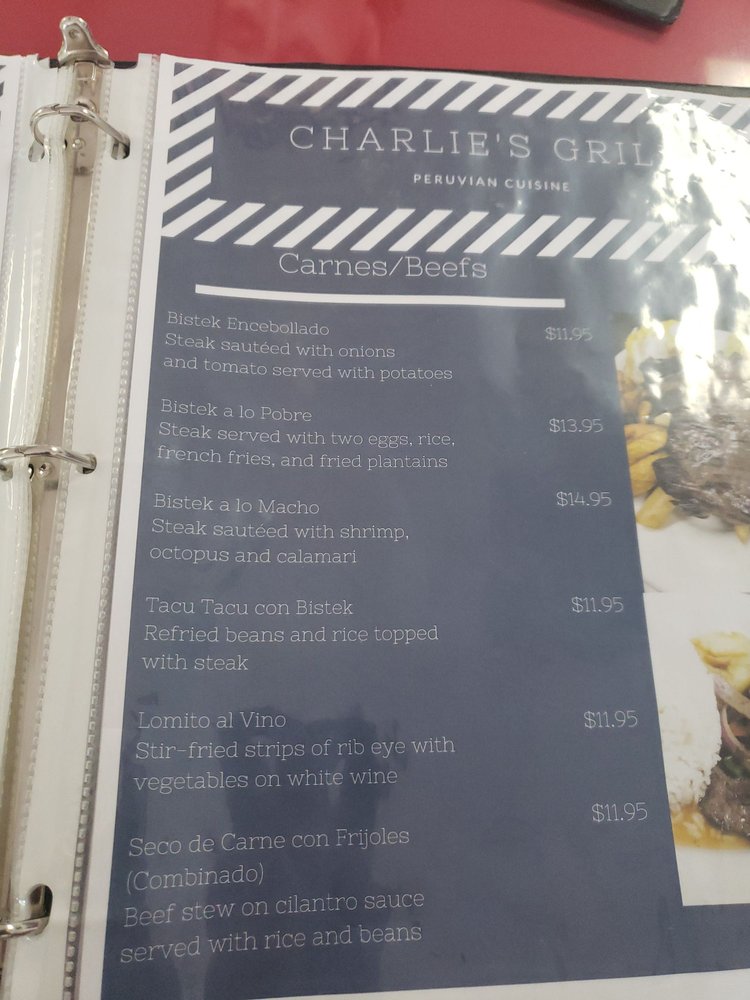 CHARLIE'S GRIL
PERUVIAN CUISINE
Carnes/Beefs
Bistek Encebollado $11.95
Steak sautéed with onions
and tomato served with potatoes
Bistek a lo Pobre $13.95
Steak served with two eggs, rice,
french fries, and fried plantains
Bistek a lo Macho $14.95
Steak sautéed with shrimp,
octopus and calamari
Tacu Tacu con Bistek $11.95
Refried beans and rice topped
with steak
Lomito al Vino $11.95
Stir-fried strips of rib eye with
vegetables on white wine
Seco de Carne con Frijoles $11.95
(Combinado)
Beef stew on cilantro sauce
served with rice and beans